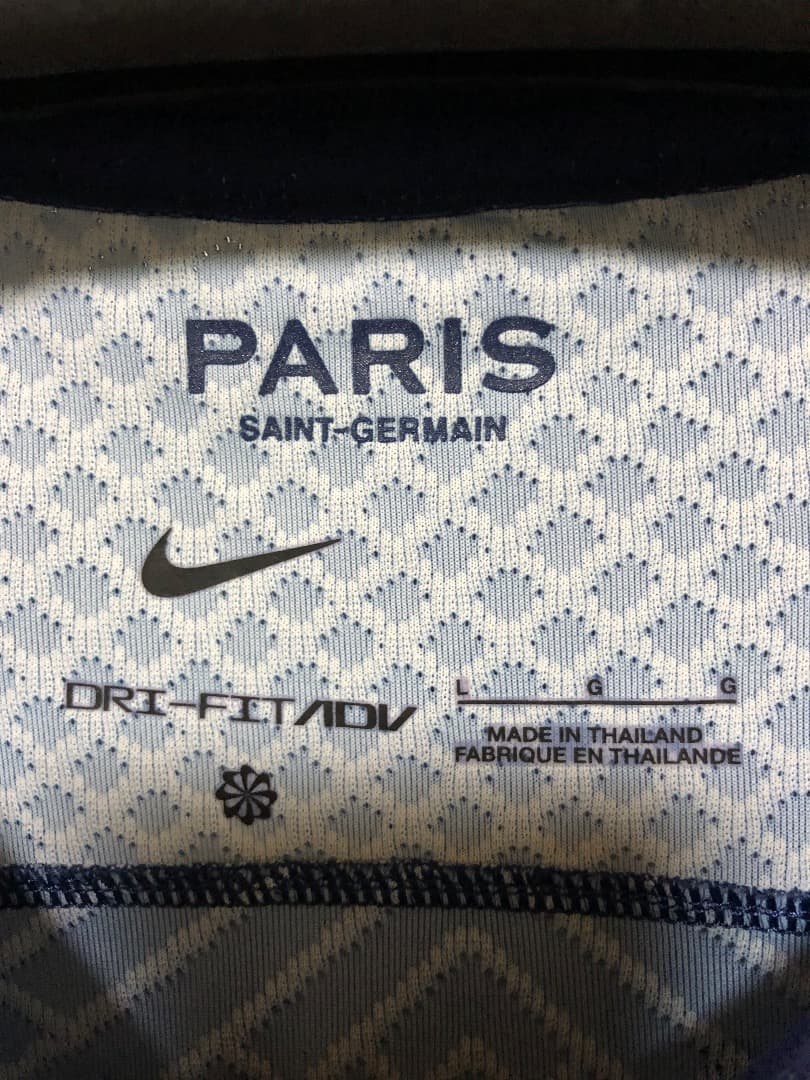 PARIS
SAINT-GERMAIN
DRI-FIT ADV
L G G
MADE IN THAILAND
FABRIQUE EN THAILANDE